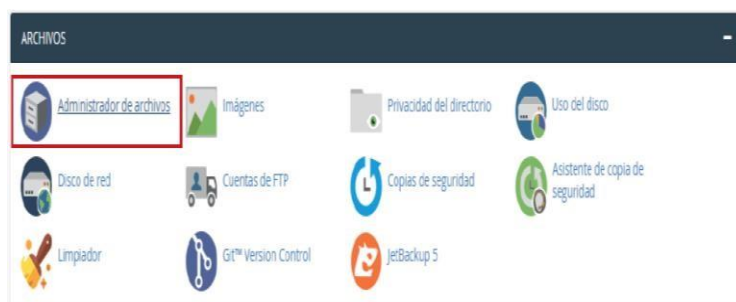 ARCHIVOS
Administrador de archivos
Imágenes
Privacidad del directorio
Uso del disco
Disco de red
Cuentas de FTP
Copias de seguridad
Asistente de copia de
seguridad
Limpiador
Git™ Version Control
JetBackup 5